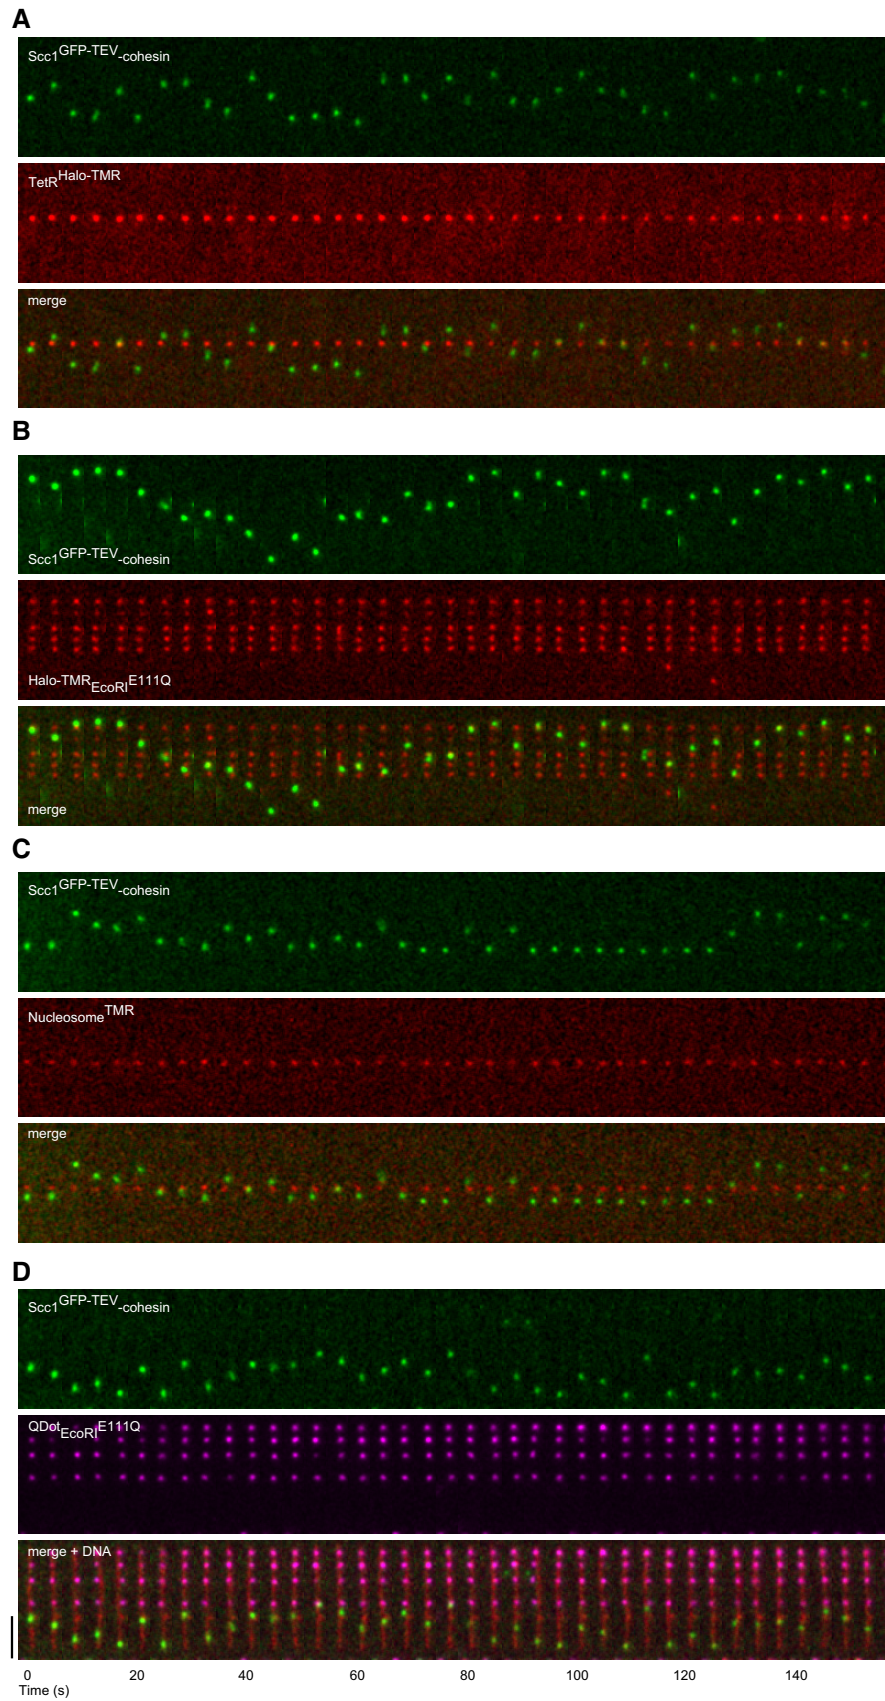 A
Scc1GFP-TEV-cohesin
TetRHalo-TMR
merge
B
Scc1GFP-TEV-cohesin
Halo-TMREcoRIE111Q
merge
C
Scc1GFP-TEV-cohesin
NucleosomeTMR
merge
D
Scc1GFP-TEV-cohesin
QDotEcoRIE111Q
merge + DNA
0 20 40 60 80 100 120 140
Time (s)